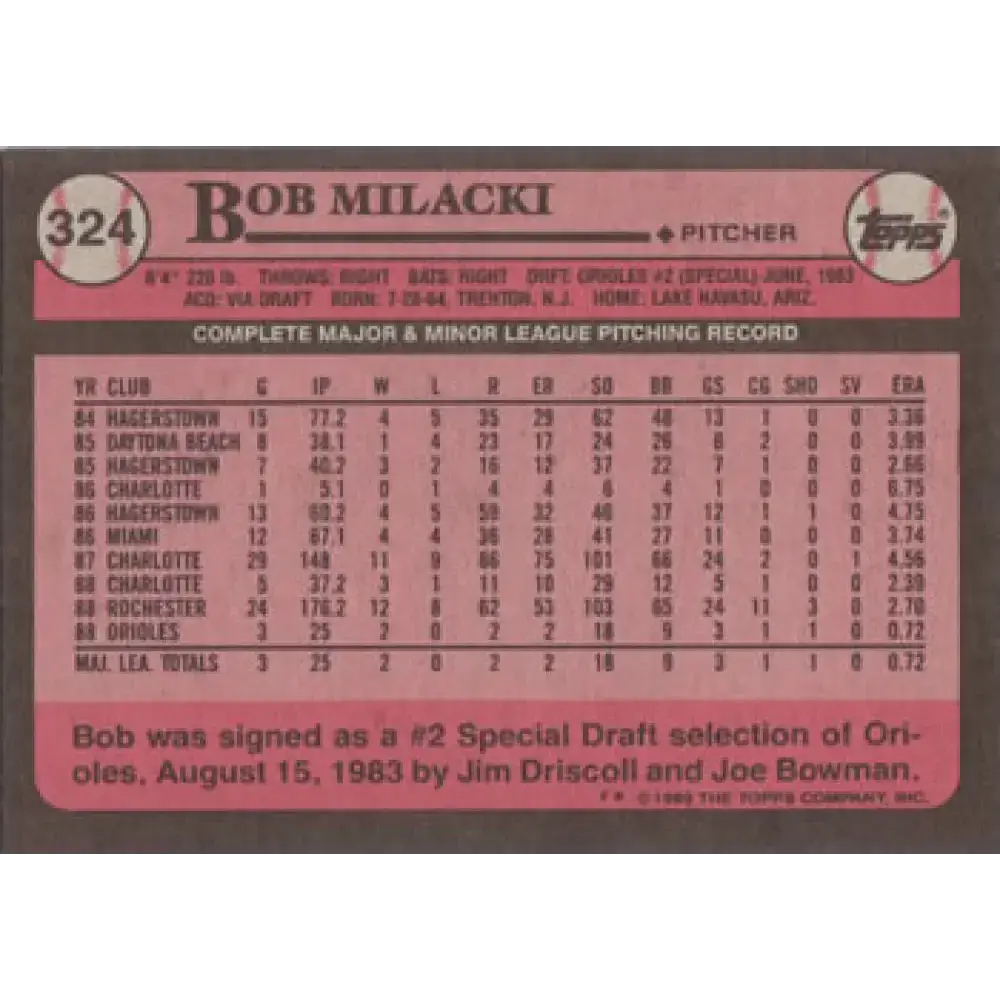 324
BOB MILACKI
PITCHER
Topps®
6'4" 220 lb. THROWS: RIGHT BATS: RIGHT DRFT: ORIOLES #2 (SPECIAL)-JUNE, 1983
ACQ: VIA DRAFT BORN: 7-28-64, TRENTON, N.J. HOME: LAKE HAVASU, ARIZ.
COMPLETE MAJOR & MINOR LEAGUE PITCHING RECORD
YR CLUB G IP W L R ER SO BB GS CG SHO SV ERA
84 HAGERSTOWN 15 77.2 4 5 35 29 62 48 13 1 0 0 3.36
85 DAYTONA BEACH 8 38.1 1 4 23 17 24 26 6 2 0 0 3.99
85 HAGERSTOWN 7 40.2 3 2 16 12 37 22 7 1 0 0 2.66
86 CHARLOTTE 1 5.1 0 1 4 4 6 4 1 0 0 0 6.75
86 HAGERSTOWN 13 60.2 4 5 59 32 46 37 12 1 1 0 4.75
86 MIAMI 12 67.1 4 4 36 28 41 27 11 0 0 0 3.74
87 CHARLOTTE 29 148 11 9 86 75 101 66 24 2 0 1 4.56
88 CHARLOTTE 5 37.2 3 1 11 10 29 12 5 1 0 0 2.39
88 ROCHESTER 24 176.2 12 8 62 53 103 65 24 11 3 0 2.70
88 ORIOLES 3 25 2 0 2 2 18 9 3 1 1 0 0.72
MAJ. LEA. TOTALS 3 25 2 0 2 2 18 9 3 1 1 0 0.72
Bob was signed as a #2 Special Draft selection of Ori-
oles, August 15, 1983 by Jim Driscoll and Joe Bowman.
© 1989 THE TOPPS COMPANY, INC.